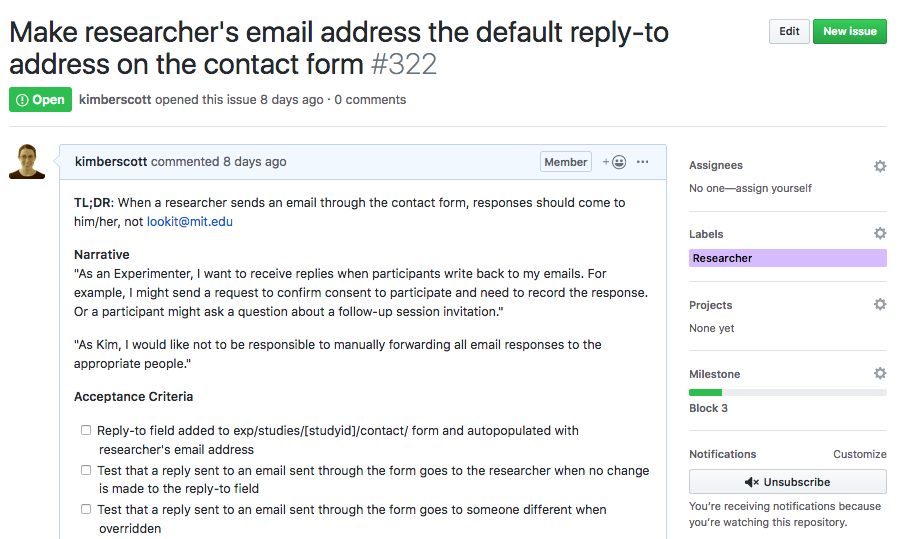 Make researcher's email address the default reply-to
address on the contact form #322
Edit
New issue
Open
kimberscott opened this issue 8 days ago · 0 comments
kimberscott commented 8 days ago
Member
TL;DR: When a researcher sends an email through the contact form, responses should come to
him/her, not lookit@mit.edu
Narrative
"As an Experimenter, I want to receive replies when participants write back to my emails. For
example, I might send a request to confirm consent to participate and need to record the response.
Or a participant might ask a question about a follow-up session invitation."
"As Kim, I would like not to be responsible to manually forwarding all email responses to the
appropriate people."
Acceptance Criteria
Reply-to field added to exp/studies/[studyid]/contact/ form and autopopulated with
researcher's email address
Test that a reply sent to an email sent through the form goes to the researcher when no change
is made to the reply-to field
Test that a reply sent to an email sent through the form goes to someone different when
overridden
Assignees
No one—assign yourself
Labels
Researcher
Projects
None yet
Milestone
Block 3
Notifications
Customize
Unsubscribe
You're receiving notifications because
you're watching this repository.